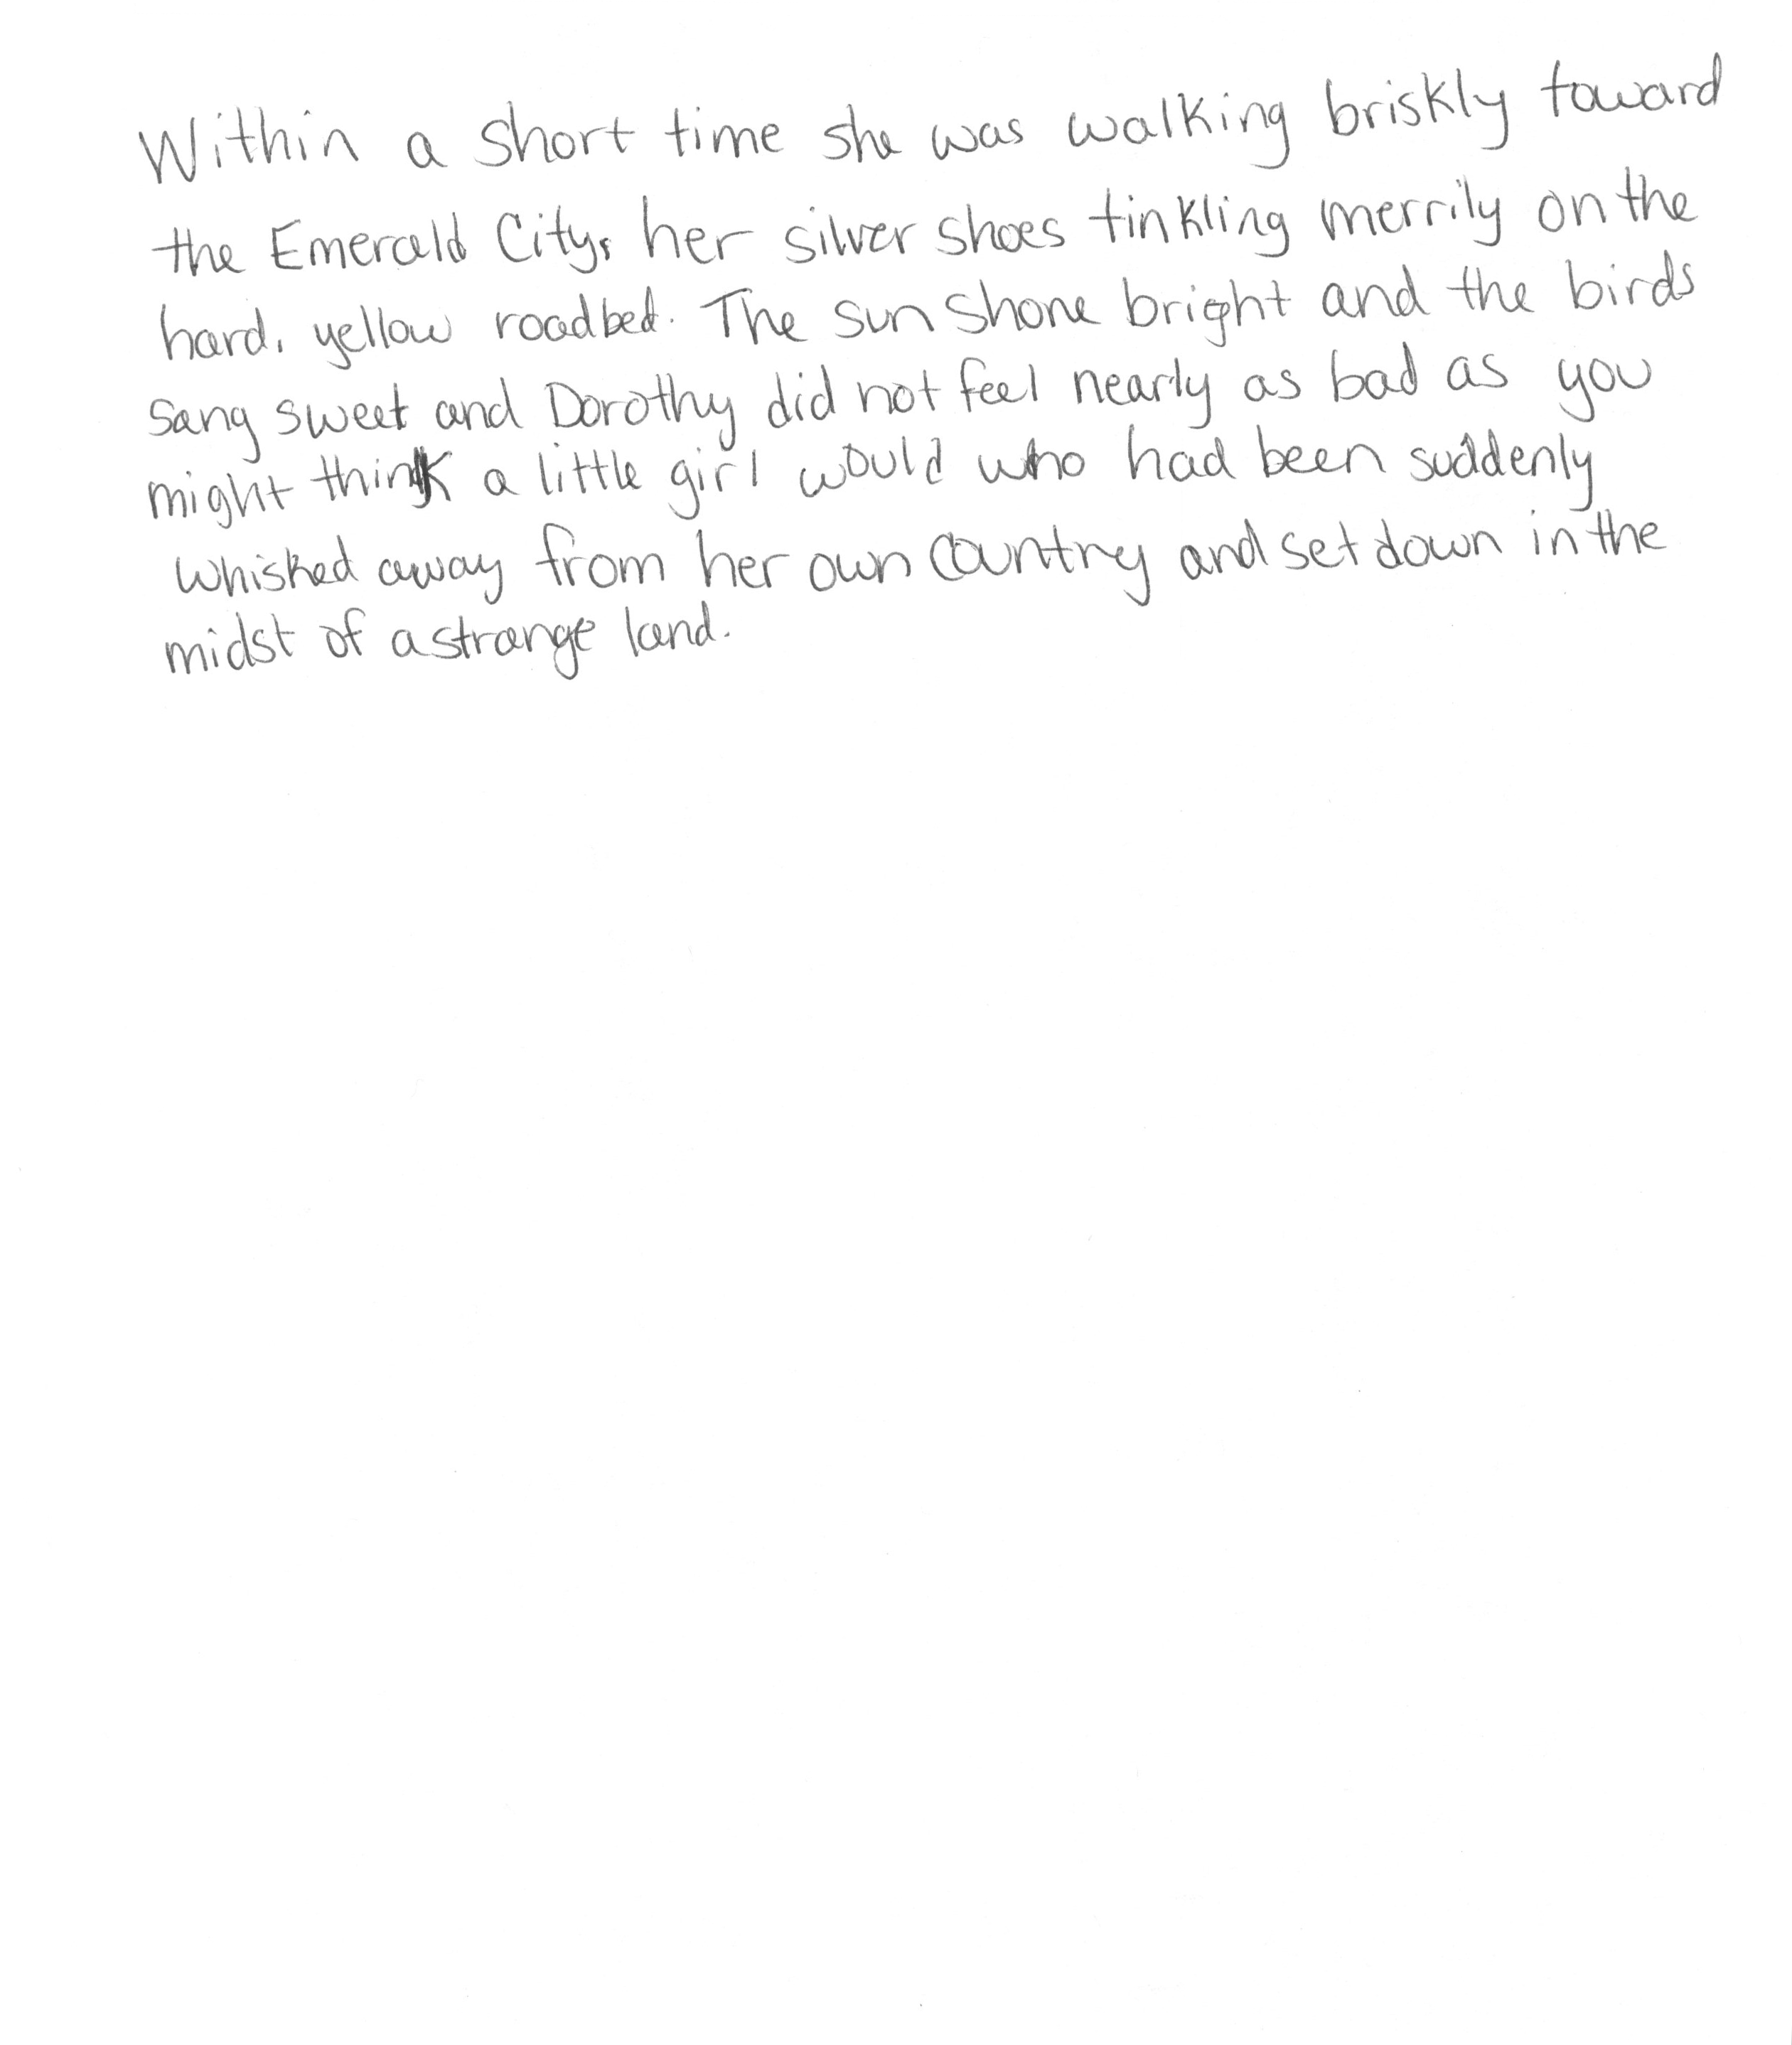 Within a short time she was walking briskly toward
the Emerald City, her silver shoes tinkling merrily on the
hard, yellow roadbed. The sun shone bright and the birds
sang sweet and Dorothy did not feel nearly as bad as you
might think a little girl would who had been suddenly
whisked away from her own country and set down in the
midst of a strange land.